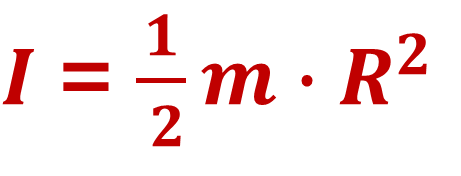 I = 1/2 m · R²